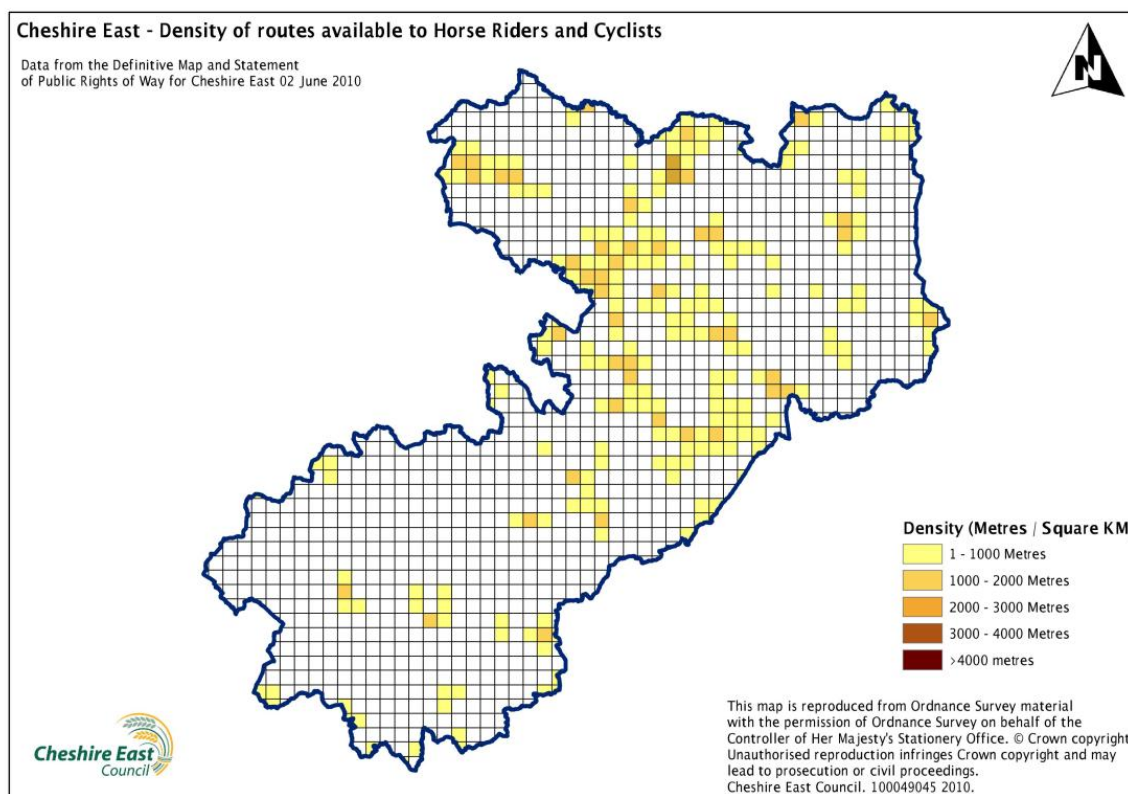 Cheshire East - Density of routes available to Horse Riders and Cyclists
Data from the Definitive Map and Statement
of Public Rights of Way for Cheshire East 02 June 2010
N
Density (Metres / Square KM
1 - 1000 Metres
1000 - 2000 Metres
2000 - 3000 Metres
3000 - 4000 Metres
>4000 metres
This map is reproduced from Ordnance Survey material
with the permission of Ordnance Survey on behalf of the
Controller of Her Majesty's Stationery Office. © Crown copyright
Unauthorised reproduction infringes Crown copyright and may
lead to prosecution or civil proceedings.
Cheshire East Council. 100049045 2010.
Cheshire East
Council